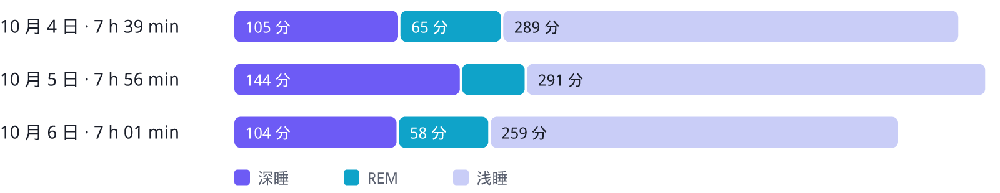 10 月 4 日 · 7 h 39 min 105 分 65 分 289 分
10 月 5 日 · 7 h 56 min 144 分 291 分
10 月 6 日 · 7 h 01 min 104 分 58 分 259 分
深睡 REM 浅睡